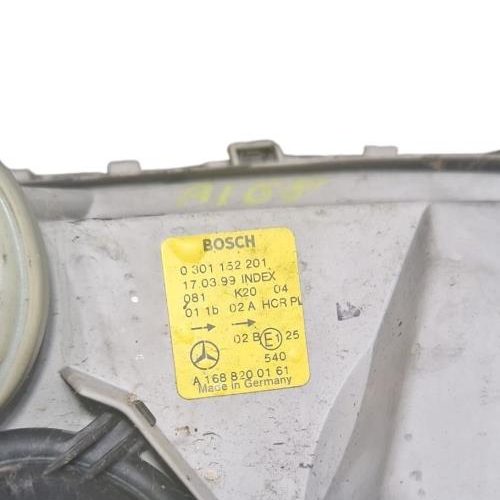 BOSCH
0 301 152 201
17.03.99 INDEX
081 K20 04
01 1b 02 A HCR PL
02 B E1 25
540
A 168 820 01 61
Made in Germany